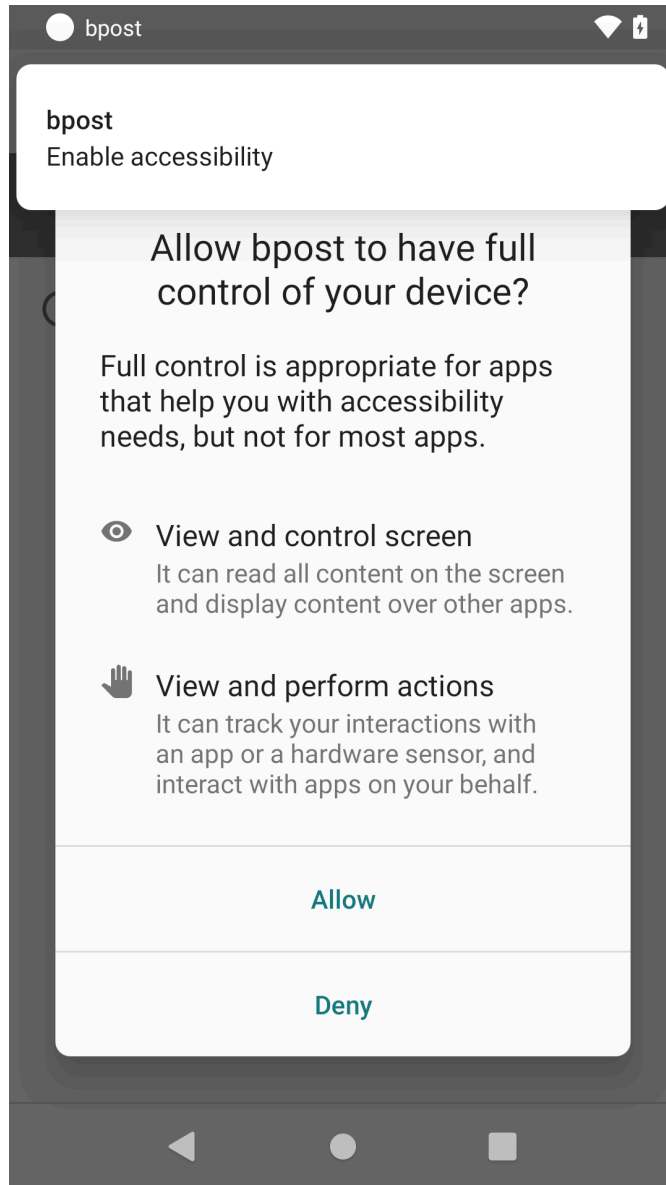 bpost
bpost
Enable accessibility
Allow bpost to have full
control of your device?
Full control is appropriate for apps
that help you with accessibility
needs, but not for most apps.
View and control screen
It can read all content on the screen
and display content over other apps.
View and perform actions
It can track your interactions with
an app or a hardware sensor, and
interact with apps on your behalf.
Allow
Deny